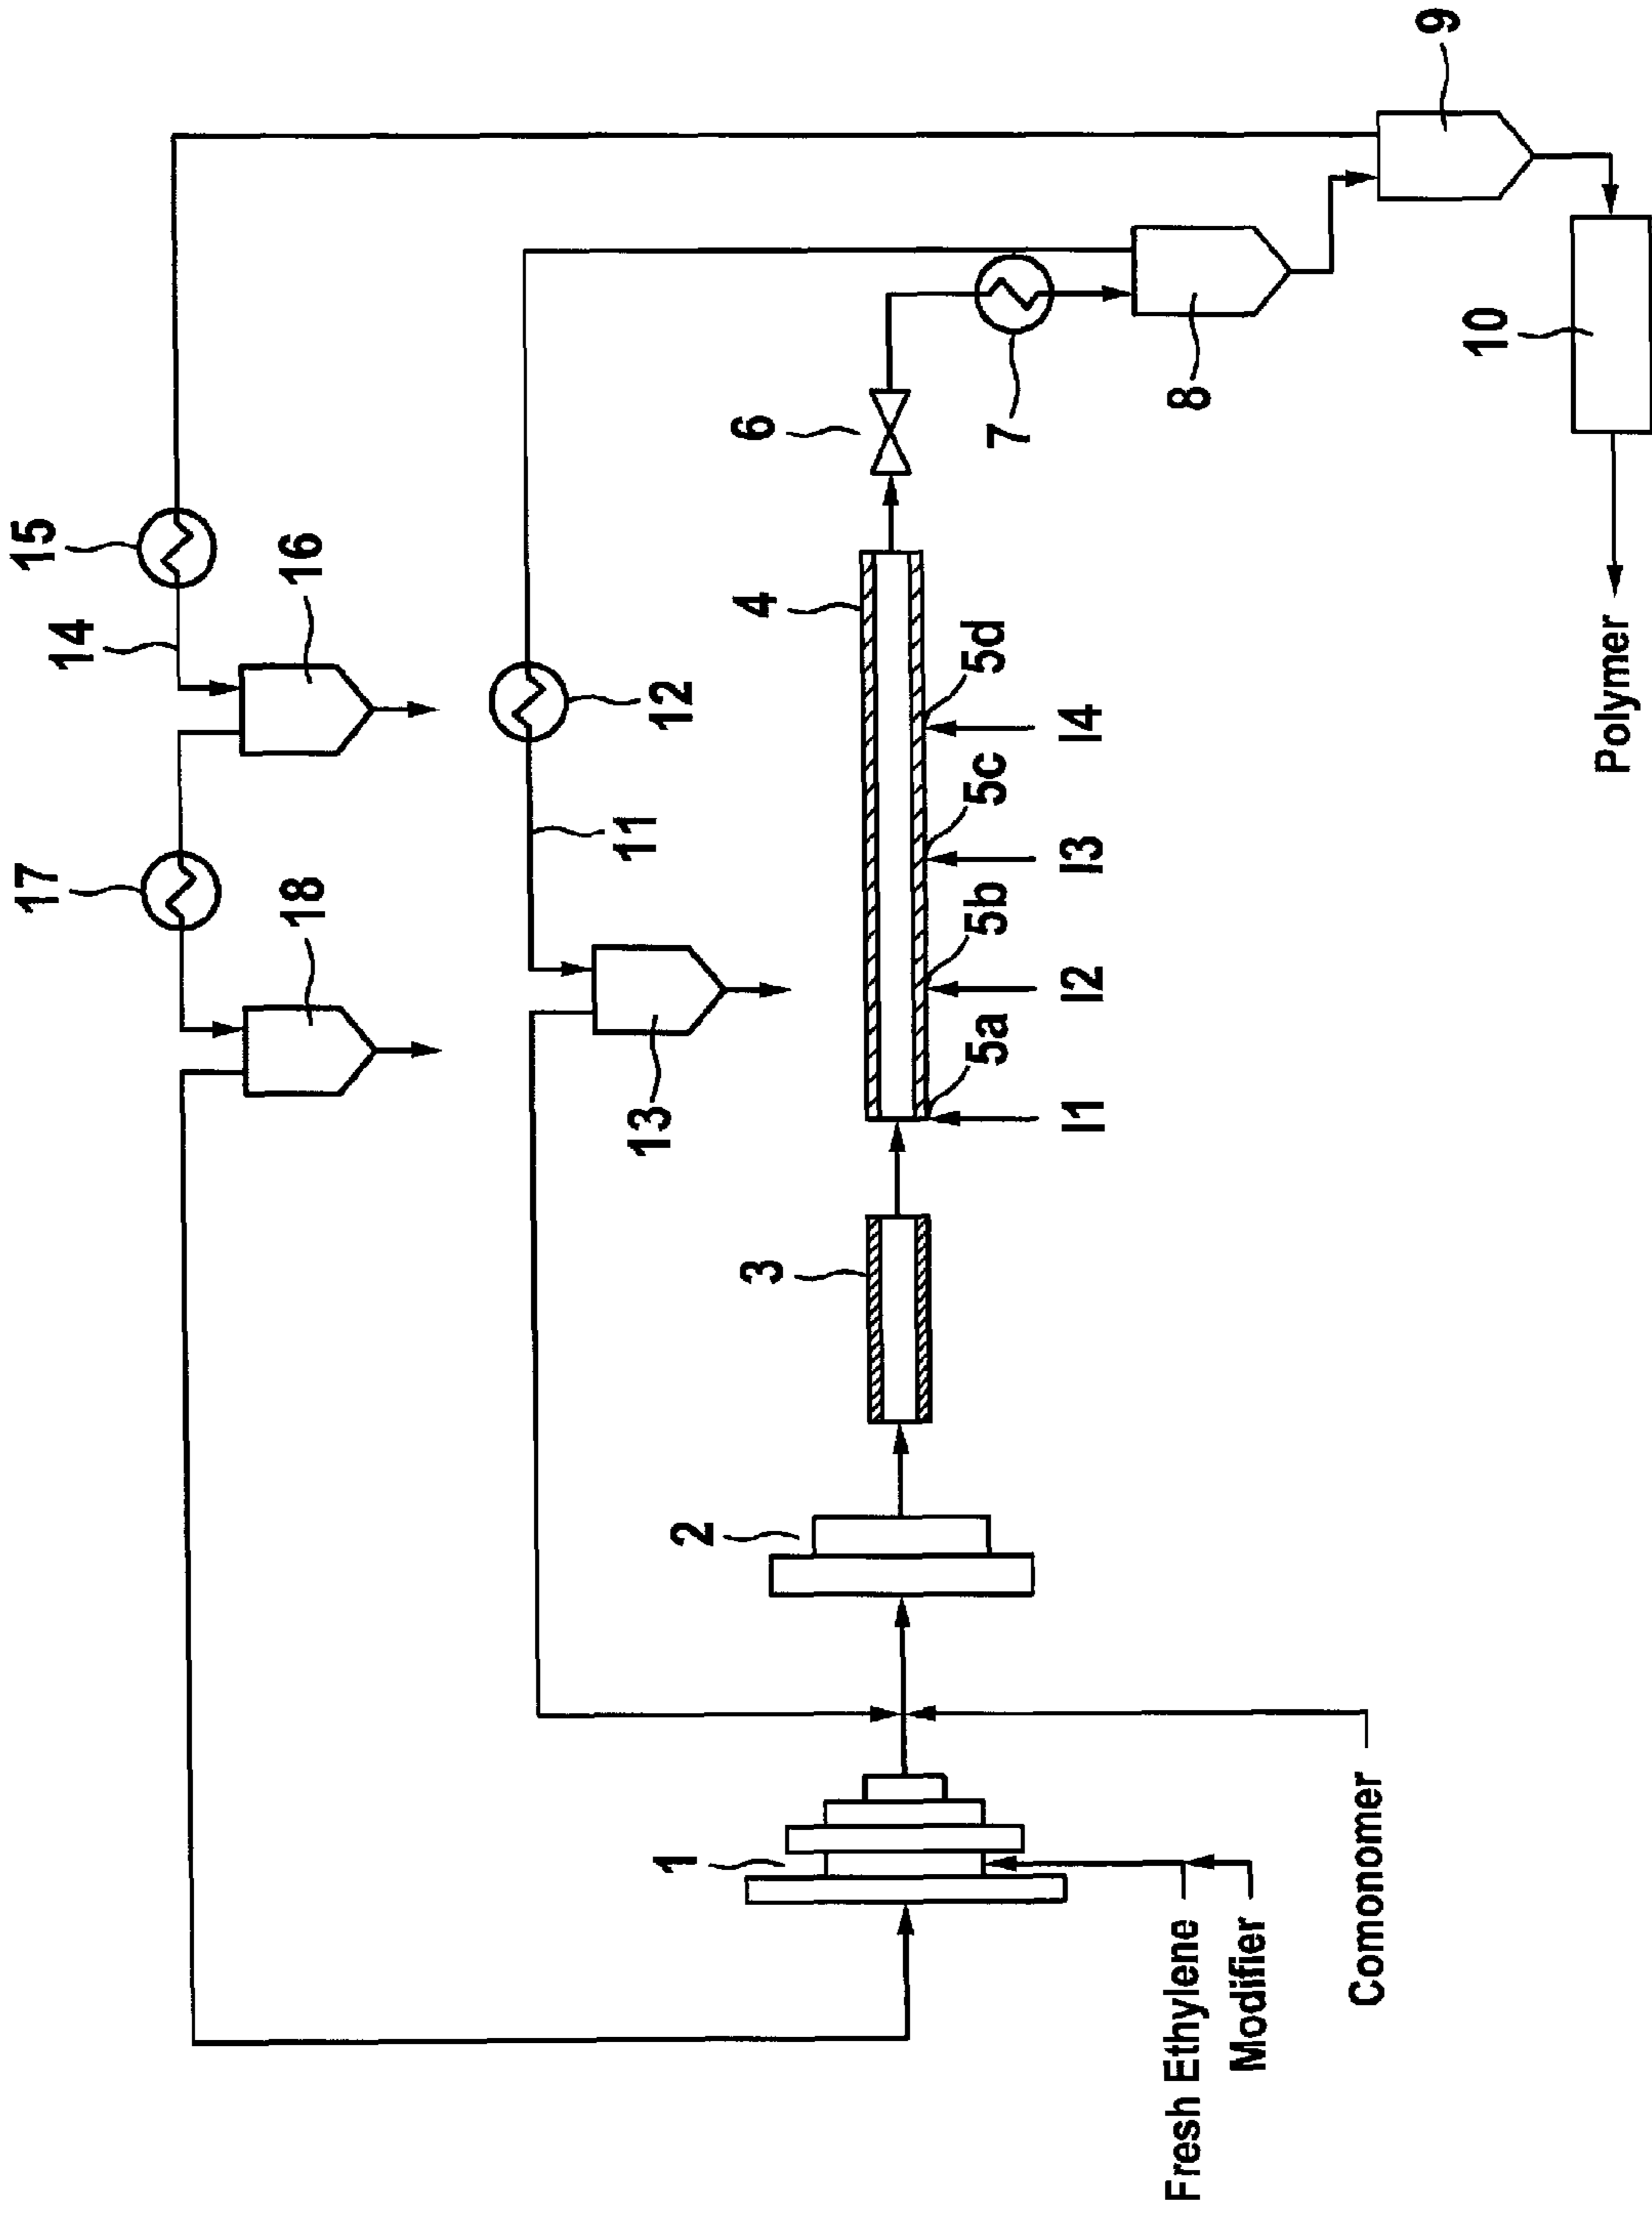 17
15
14
18
16
13
11
12
1
2
3
4
6
5a
5b
5c
5d
7
I1
I2
I3
I4
8
Fresh Ethylene
Modifier
Comonomer
9
10
Polymer